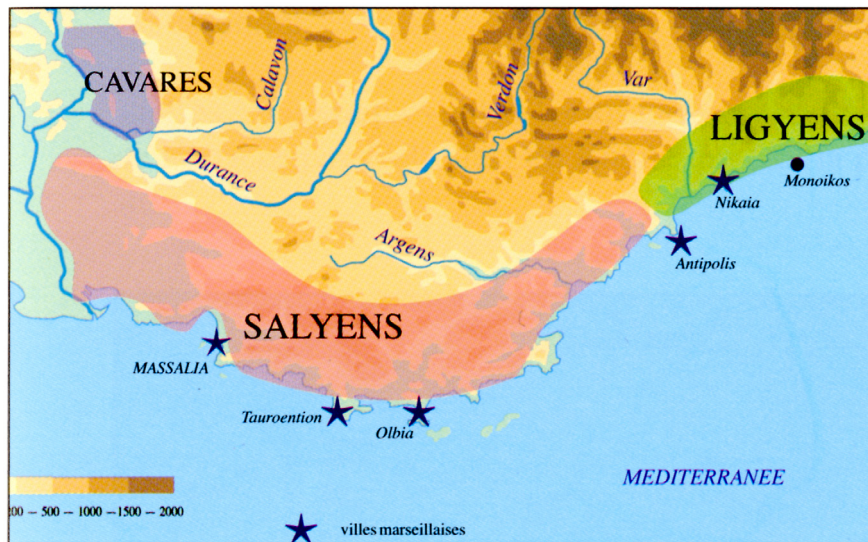 CAVARES
Calavon
Durance
Verdon
Var
LIGYENS
Monoikos
Nikaia
Antipolis
Argens
SALYENS
MASSALIA
Tauroention
Olbia
MEDITERRANEE
200 – 500 – 1000 – 1500 – 2000
villes marseillaises